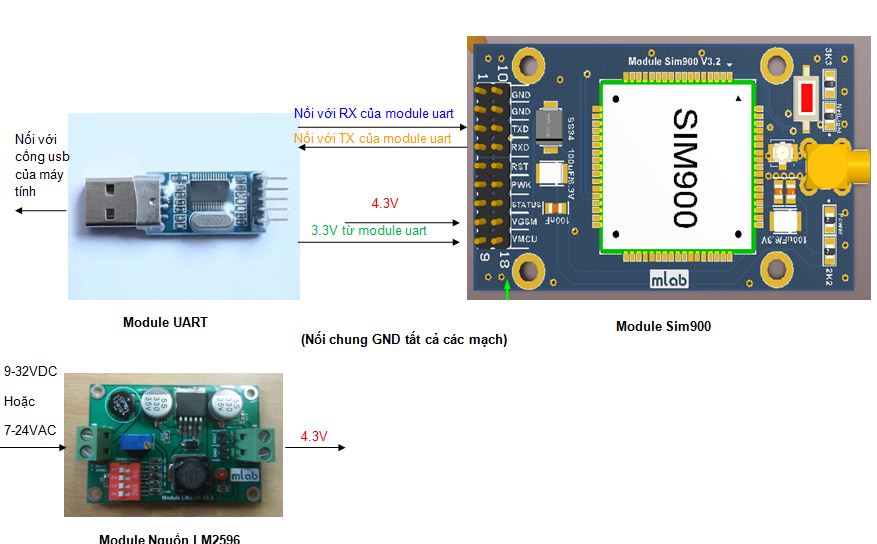 Module Sim900 V3.2
10
1
GND
GND
TXD
RXD
RST
PWK
STATUS
VGSM
VMCU
9
18
SS34
100uF/6.3V
100nF
SIM900
3K3
NetLight
Power
100uF/6.3V
2K2
mlab
Nối với RX của module uart
Nối với TX của module uart
4.3V
3.3V từ module uart
Nối với
cổng usb
của máy
tính
Module UART
Module Sim900
(Nối chung GND tất cả các mạch)
9-32VDC
Hoặc
7-24VAC
4.3V
mlab
Module Nguồn LM2596